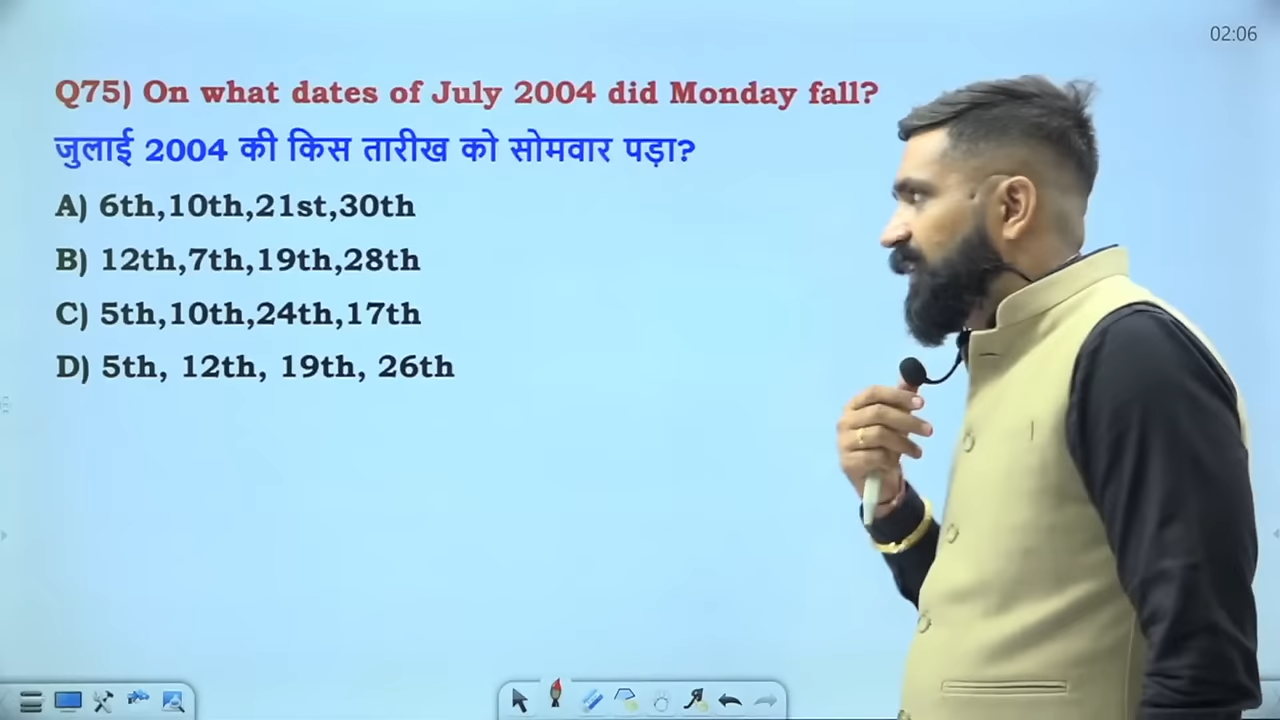 02:06
Q75) On what dates of July 2004 did Monday fall?
जुलाई 2004 की किस तारीख को सोमवार पड़ा?
A) 6th,10th,21st,30th
B) 12th,7th,19th,28th
C) 5th,10th,24th,17th
D) 5th, 12th, 19th, 26th